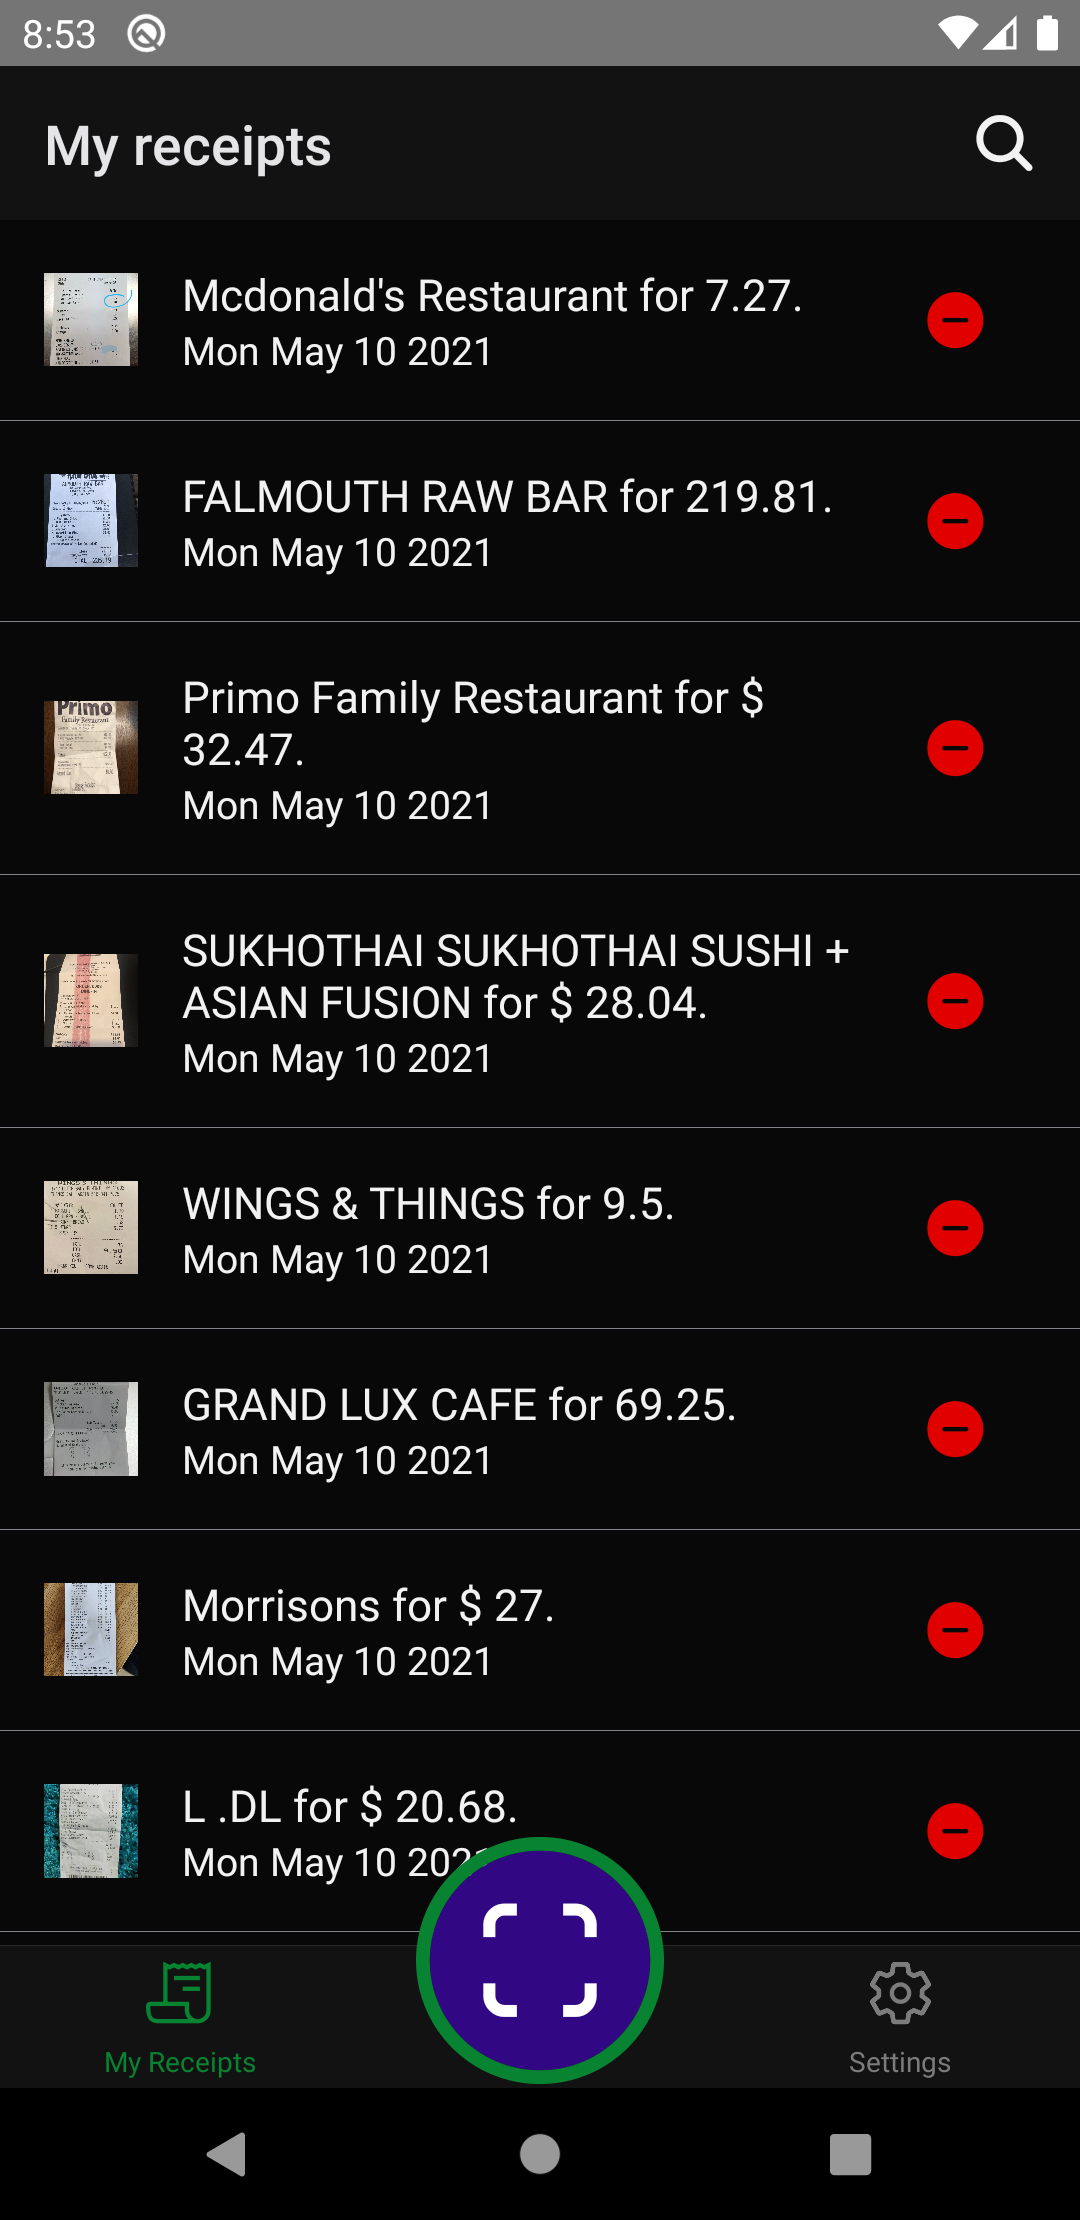 8:53
My receipts
Mcdonald's Restaurant for 7.27.
Mon May 10 2021
FALMOUTH RAW BAR for 219.81.
Mon May 10 2021
Primo Family Restaurant for $
32.47.
Mon May 10 2021
Primo
Family Restaurant
SUKHOTHAI SUKHOTHAI SUSHI +
ASIAN FUSION for $ 28.04.
Mon May 10 2021
WINGS & THINGS for 9.5.
Mon May 10 2021
GRAND LUX CAFE for 69.25.
Mon May 10 2021
Morrisons for $ 27.
Mon May 10 2021
L .DL for $ 20.68.
Mon May 10
My Receipts
Settings